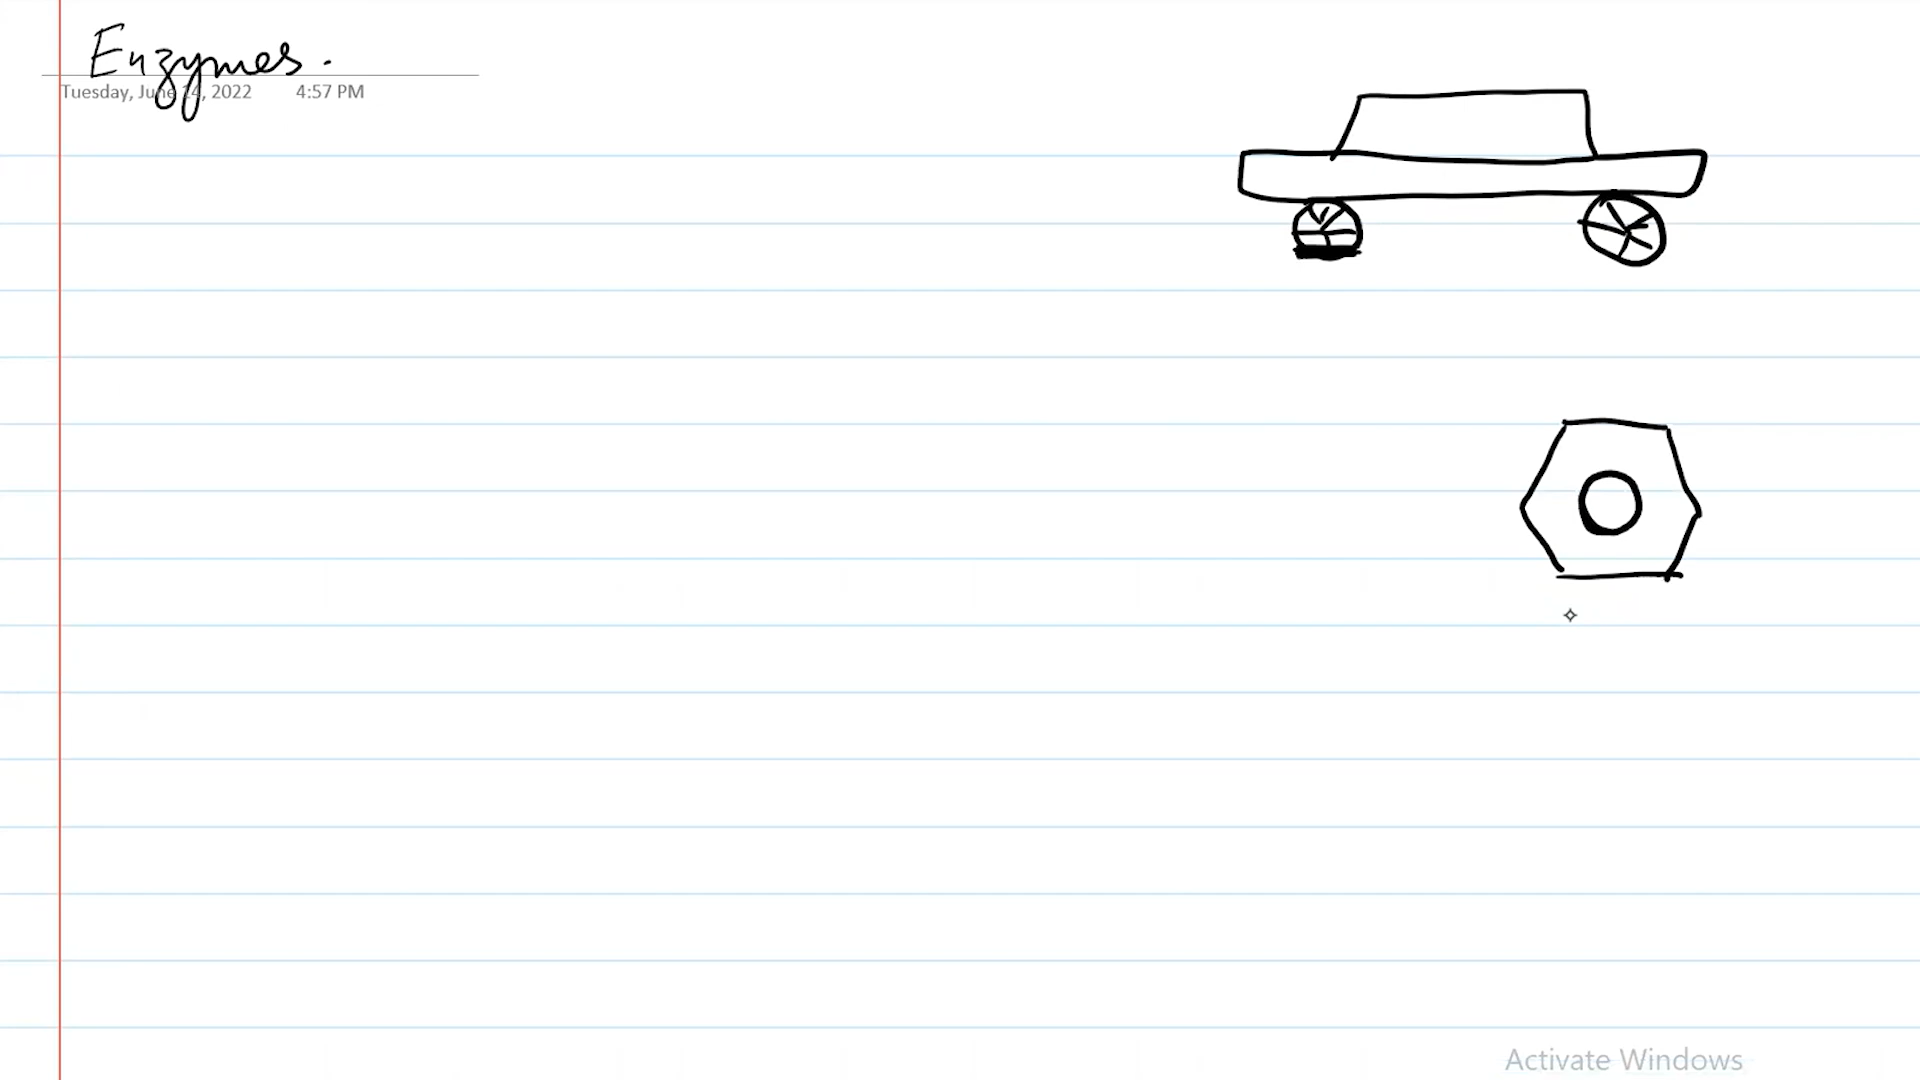 Enzymes.
Tuesday, June 14, 2022 4:57 PM
Activate Windows